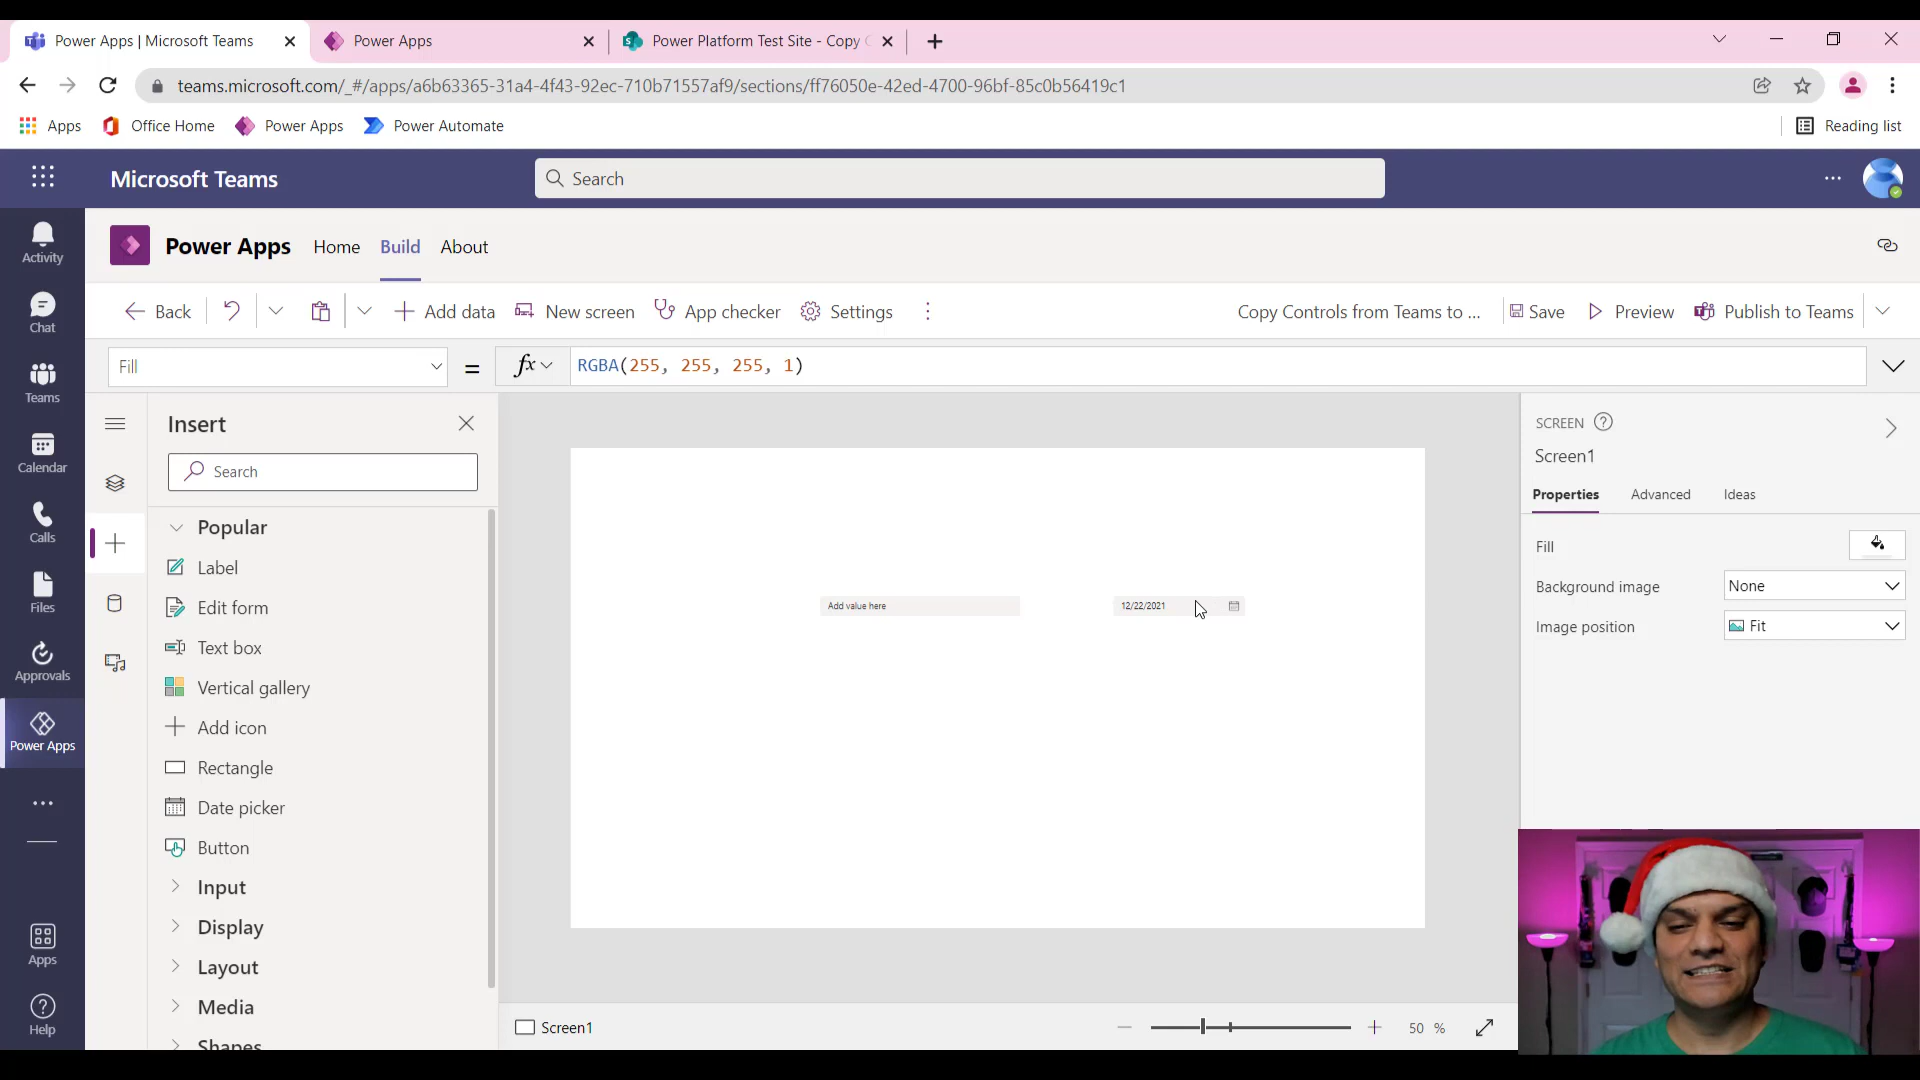 Power Apps | Microsoft Teams
Power Apps
Power Platform Test Site - Copy C
teams.microsoft.com/_#/apps/a6b63365-31a4-4f43-92ec-710b71557af9/sections/ff76050e-42ed-4700-96bf-85c0b56419c1
Apps
Office Home
Power Apps
Power Automate
Reading list
Microsoft Teams
Search
Activity
Chat
Teams
Calendar
Calls
Files
Approvals
Power Apps
Apps
Help
Power Apps
Home
Build
About
Back
Add data
New screen
App checker
Settings
Copy Controls from Teams to ...
Save
Preview
Publish to Teams
Fill
=
fx
RGBA(255, 255, 255, 1)
Insert
Search
Popular
Label
Edit form
Text box
Vertical gallery
Add icon
Rectangle
Date picker
Button
Input
Display
Layout
Media
Shapes
Add value here
12/22/2021
Screen1
50 %
SCREEN
Screen1
Properties
Advanced
Ideas
Fill
Background image
None
Image position
Fit